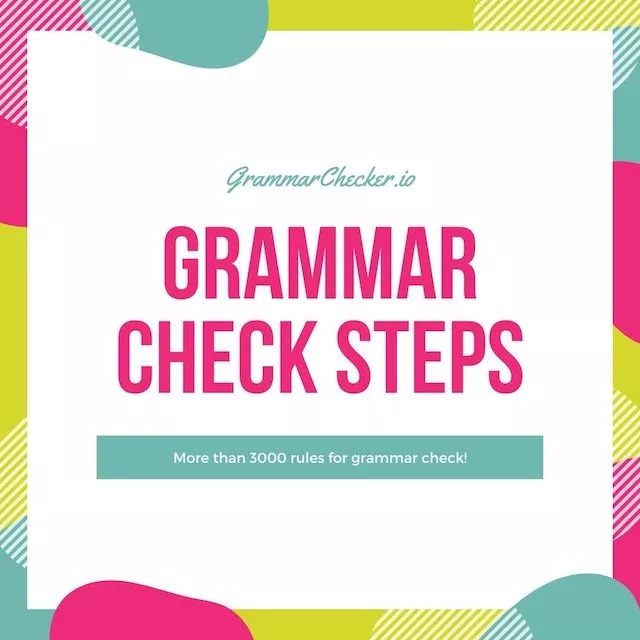 GrammarChecker.io
GRAMMAR
CHECK STEPS
More than 3000 rules for grammar check!